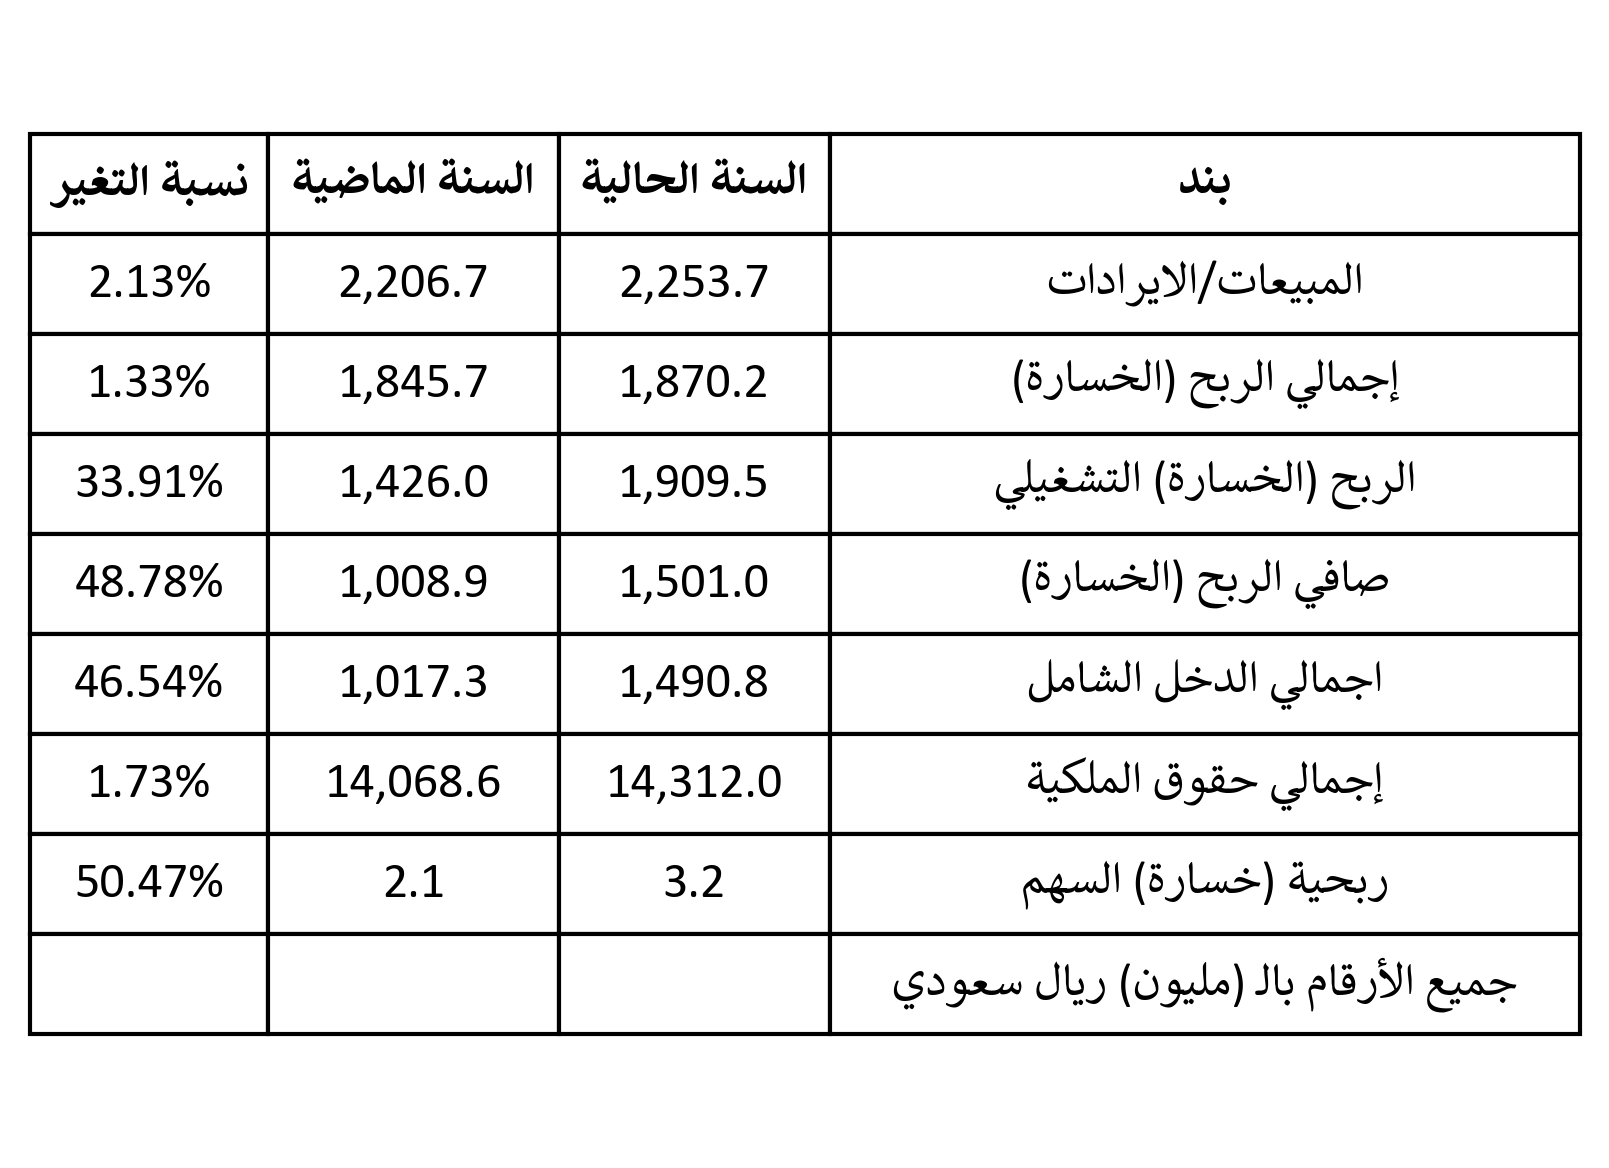 بند السنة الحالية السنة الماضية نسبة التغير
المبيعات/الايرادات 2,253.7 2,206.7 2.13%
إجمالي الربح (الخسارة) 1,870.2 1,845.7 1.33%
الربح (الخسارة) التشغيلي 1,909.5 1,426.0 33.91%
صافي الربح (الخسارة) 1,501.0 1,008.9 48.78%
اجمالي الدخل الشامل 1,490.8 1,017.3 46.54%
إجمالي حقوق الملكية 14,312.0 14,068.6 1.73%
ربحية (خسارة) السهم 3.2 2.1 50.47%
جميع الأرقام بالـ (مليون) ريال سعودي